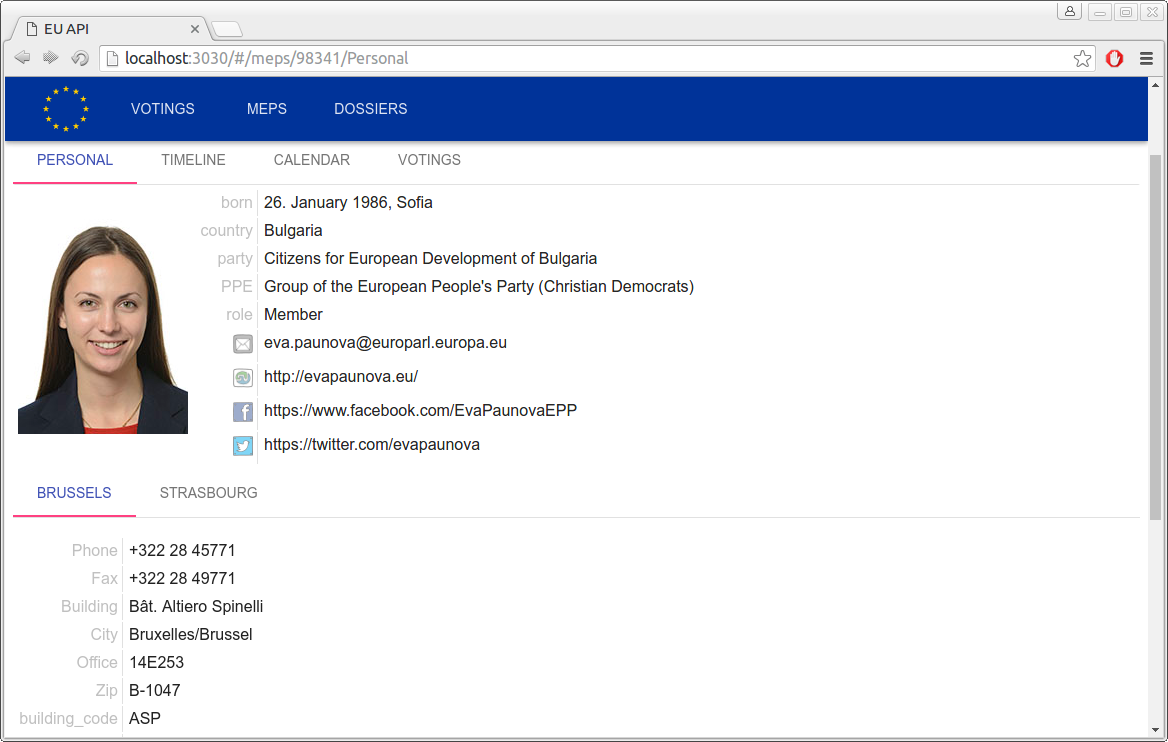 EU API
localhost:3030/#/meps/98341/Personal
VOTINGS MEPS DOSSIERS
PERSONAL TIMELINE CALENDAR VOTINGS
born 26. January 1986, Sofia
country Bulgaria
party Citizens for European Development of Bulgaria
PPE Group of the European People's Party (Christian Democrats)
role Member
eva.paunova@europarl.europa.eu
http://evapaunova.eu/
https://www.facebook.com/EvaPaunovaEPP
https://twitter.com/evapaunova
BRUSSELS STRASBOURG
Phone +322 28 45771
Fax +322 28 49771
Building Bât. Altiero Spinelli
City Bruxelles/Brussel
Office 14E253
Zip B-1047
building_code ASP